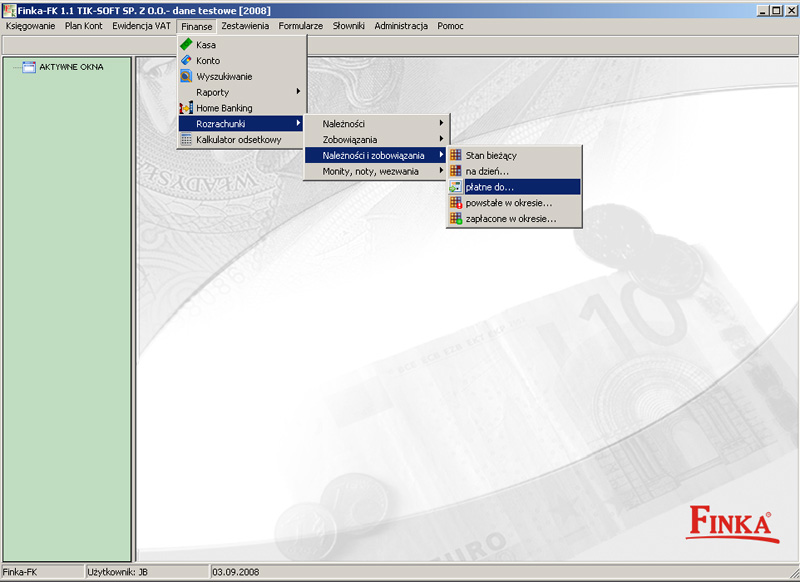 Finka-FK 1.1 TIK-SOFT SP. Z O.O.- dane testowe [2008]
Księgowanie Plan Kont Ewidencja VAT Finanse Zestawienia Formularze Słowniki Administracja Pomoc
AKTYWNE OKNA
Kasa
Konto
Wyszukiwanie
Raporty
Home Banking
Rozrachunki
Kalkulator odsetkowy
Należności
Zobowiązania
Należności i zobowiązania
Monity, noty, wezwania
Stan bieżący
na dzień...
płatne do...
powstałe w okresie...
zapłacone w okresie...
WŁADYSŁAW
10
EURO
FINKA®
Finka-FK Użytkownik: JB 03.09.2008